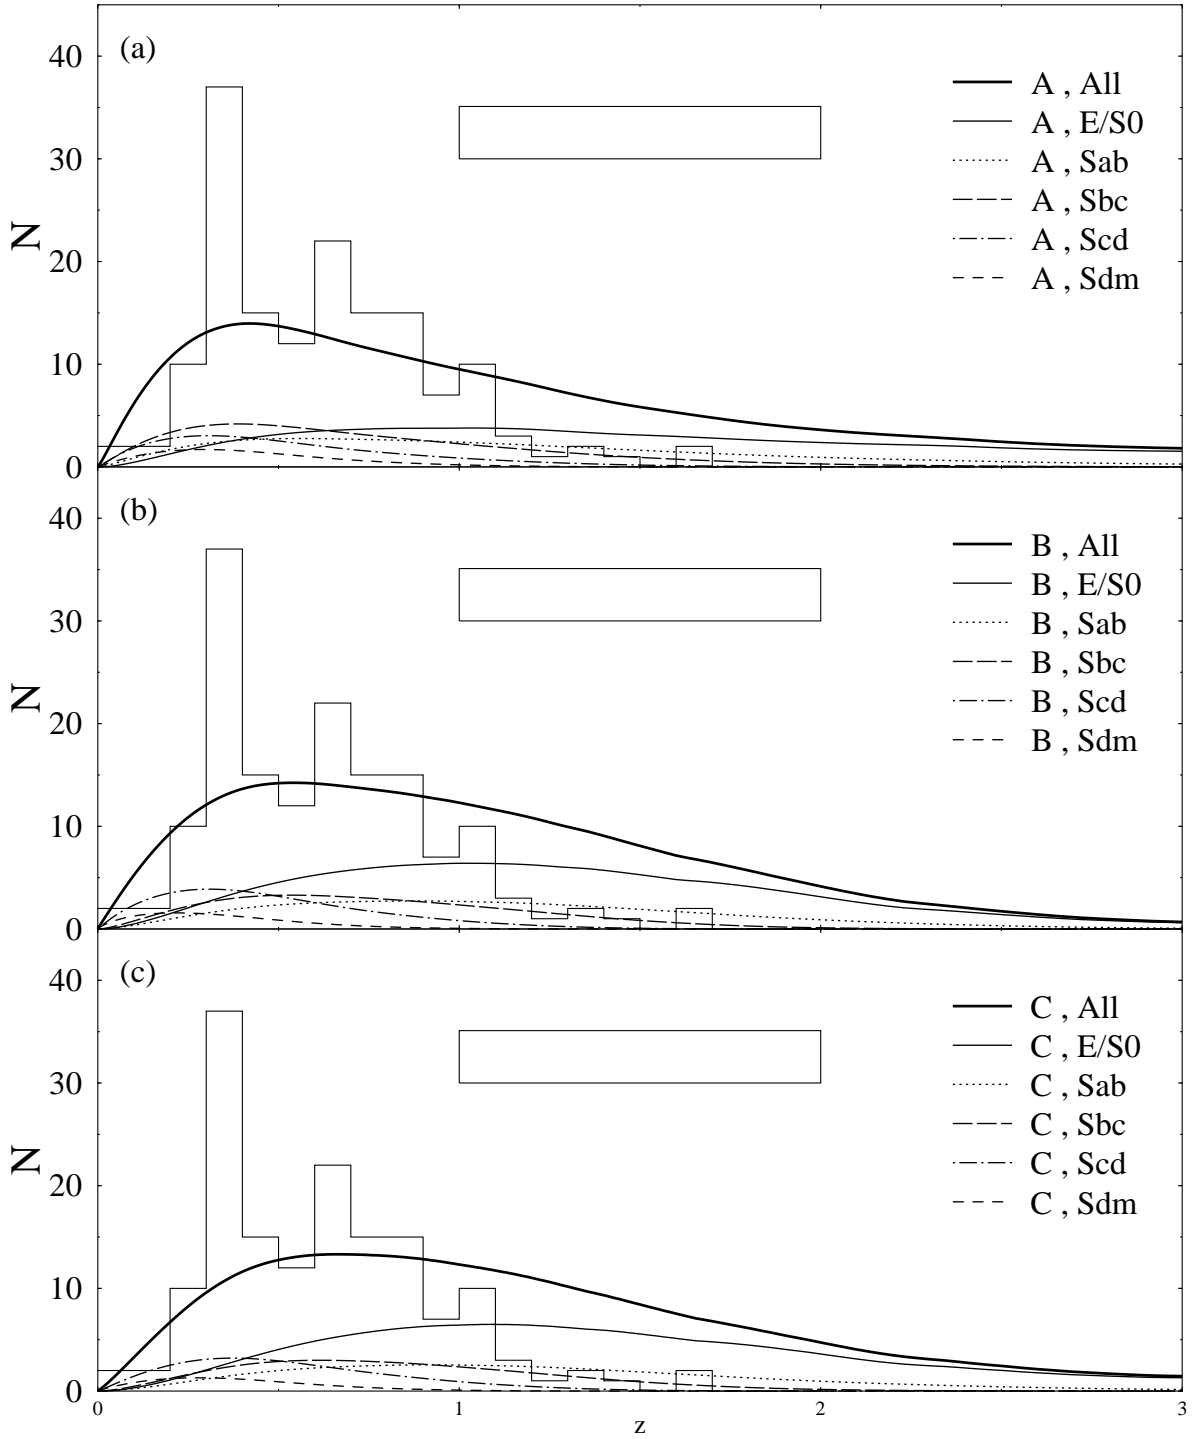 (a)
40
30
20
10
0
N
A , All
A , E/S0
A , Sab
A , Sbc
A , Scd
A , Sdm
(b)
40
30
20
10
0
N
B , All
B , E/S0
B , Sab
B , Sbc
B , Scd
B , Sdm
(c)
40
30
20
10
0
N
C , All
C , E/S0
C , Sab
C , Sbc
C , Scd
C , Sdm
0 1 2 3
z